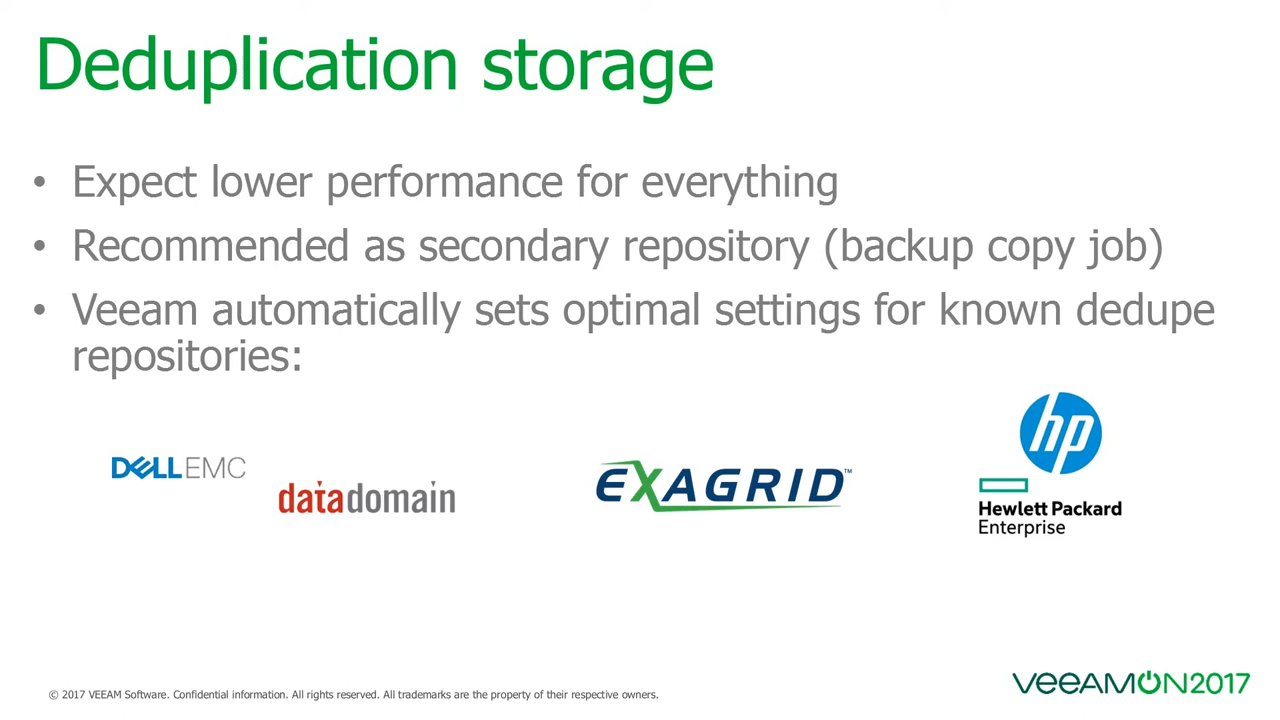 Deduplication storage
• Expect lower performance for everything
• Recommended as secondary repository (backup copy job)
• Veeam automatically sets optimal settings for known dedupe
repositories:
DELLEMC
datadomain
EXAGRID™
hp
Hewlett Packard
Enterprise
© 2017 VEEAM Software. Confidential information. All rights reserved. All trademarks are the property of their respective owners.
VEEAMON2017